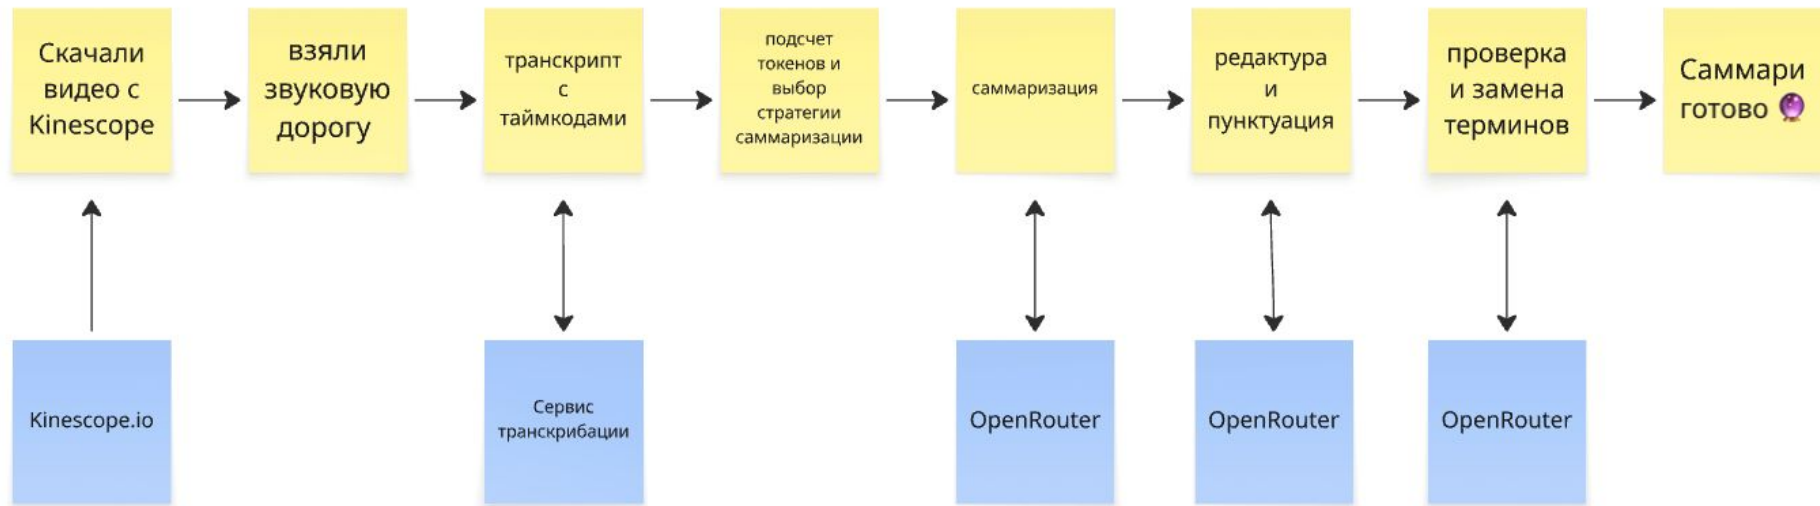 Скачали
видео с
Kinescope
взяли
звуковую
дорогу
транскрипт
с
таймкодами
подсчет
токенов и
выбор
стратегии
саммаризации
саммаризация
редактура
и
пунктуация
проверка
и замена
терминов
Саммари
готово 🔮
Kinescope.io
Сервис
транскрибации
OpenRouter
OpenRouter
OpenRouter